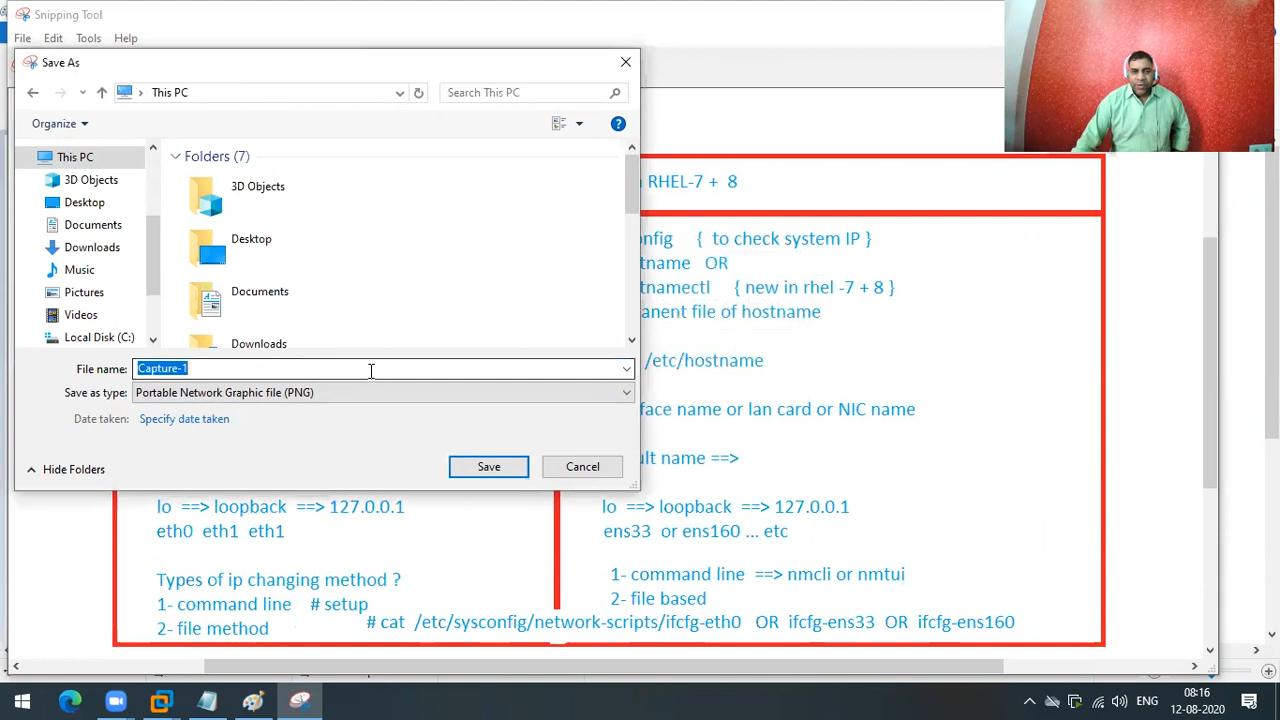 Snipping Tool
File Edit Tools Help
Save As
This PC
Search This PC
Organize
This PC
3D Objects
Desktop
Documents
Downloads
Music
Pictures
Videos
Local Disk (C:)
Folders (7)
3D Objects
Desktop
Documents
Downloads
File name: Capture-1
Save as type: Portable Network Graphic file (PNG)
Date taken: Specify date taken
Hide Folders
Save Cancel
RHEL-7 + 8
{ to check system IP }
OR
{ new in rhel -7 + 8 }
file of hostname
/etc/hostname
name or lan card or NIC name
name ==>
lo ==> loopback ==> 127.0.0.1
eth0 eth1 eth1
Types of ip changing method ?
1- command line # setup
2- file method
lo ==> loopback ==> 127.0.0.1
ens33 or ens160 ... etc
1- command line ==> nmcli or nmtui
2- file based
# cat /etc/sysconfig/network-scripts/ifcfg-eth0 OR ifcfg-ens33 OR ifcfg-ens160
ENG
08:16
12-08-2020